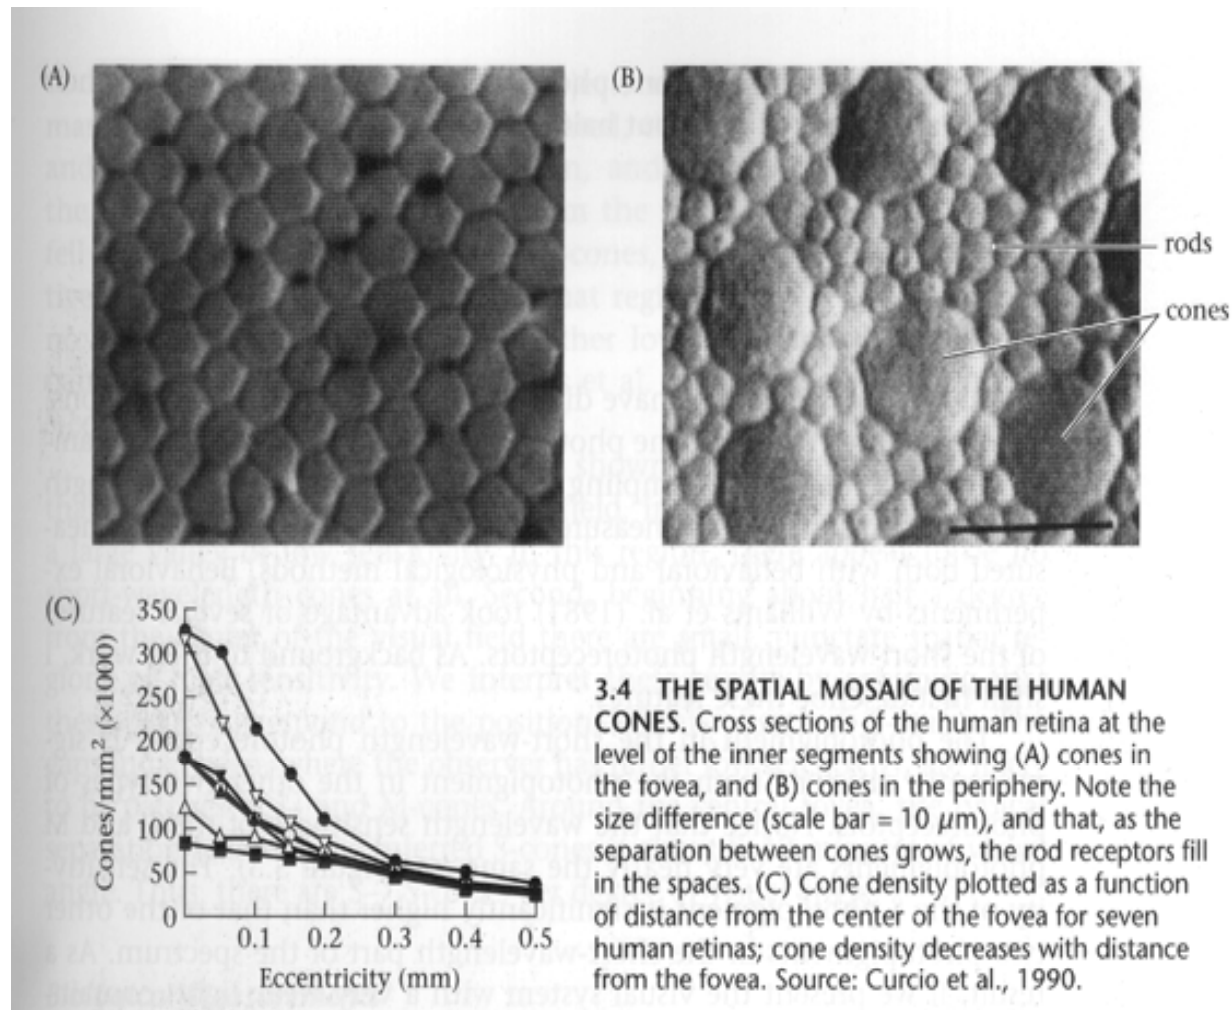 (A)
(B)
rods
cones
(C)
350
300
250
200
150
100
50
0
Cones/mm² (×1000)
0.1 0.2 0.3 0.4 0.5
Eccentricity (mm)
3.4 THE SPATIAL MOSAIC OF THE HUMAN
CONES. Cross sections of the human retina at the
level of the inner segments showing (A) cones in
the fovea, and (B) cones in the periphery. Note the
size difference (scale bar = 10 μm), and that, as the
separation between cones grows, the rod receptors fill
in the spaces. (C) Cone density plotted as a function
of distance from the center of the fovea for seven
human retinas; cone density decreases with distance
from the fovea. Source: Curcio et al., 1990.